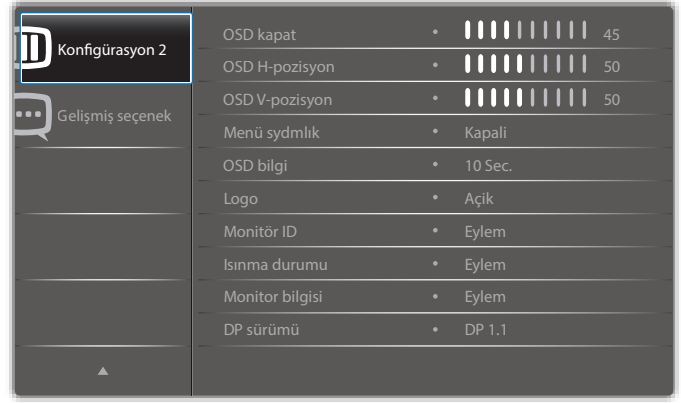 Konfigürasyon 2
Gelişmiş seçenek
OSD kapat • 45
OSD H-pozisyon • 50
OSD V-pozisyon • 50
Menü sydmlık • Kapali
OSD bilgi • 10 Sec.
Logo • Açik
Monitör ID • Eylem
Isınma durumu • Eylem
Monitor bilgisi • Eylem
DP sürümü • DP 1.1